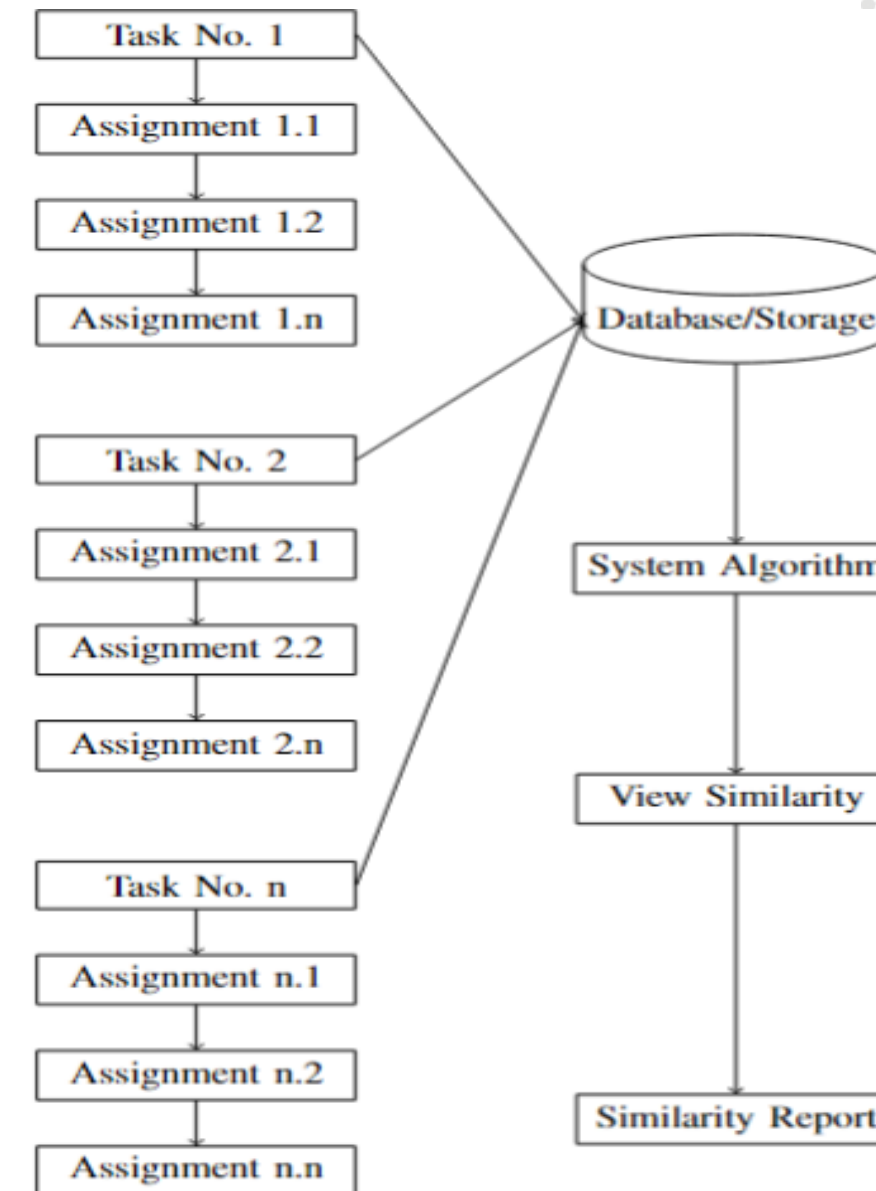 Task No. 1
Assignment 1.1
Assignment 1.2
Assignment 1.n
Task No. 2
Assignment 2.1
Assignment 2.2
Assignment 2.n
Task No. n
Assignment n.1
Assignment n.2
Assignment n.n
Database/Storage
System Algorithm
View Similarity
Similarity Report